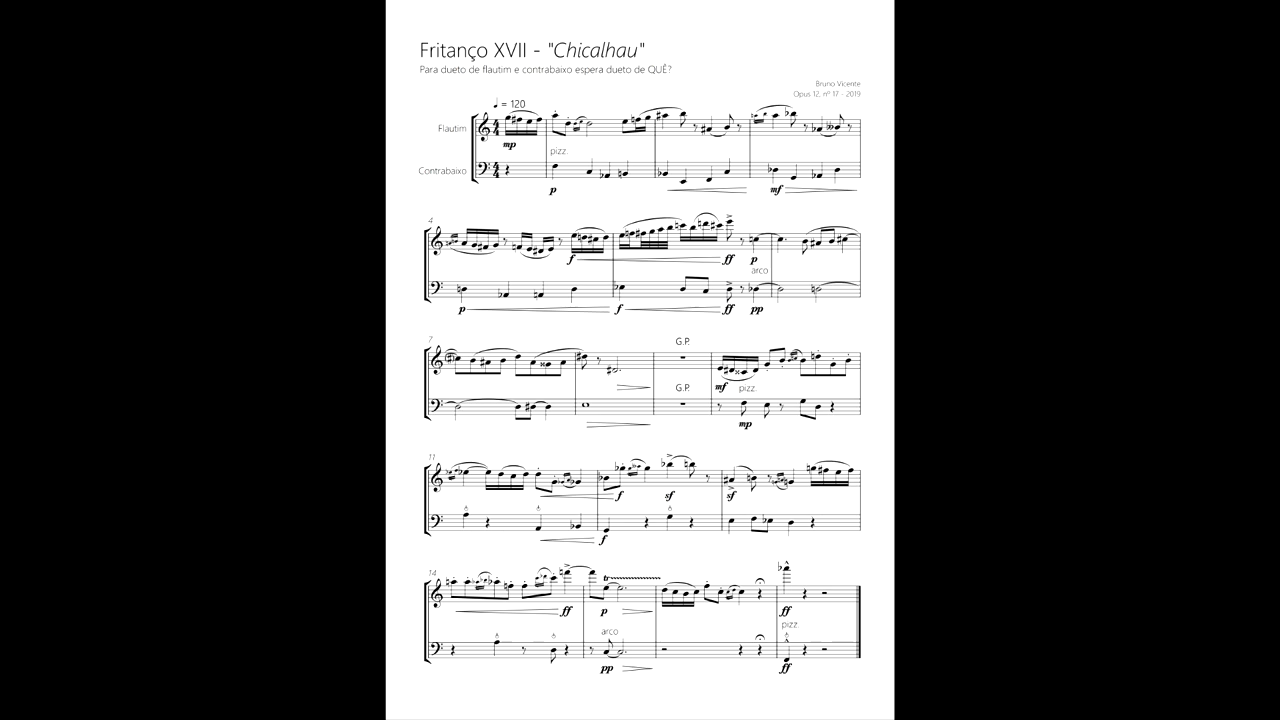 Fritanço XVII - "Chicalhau"
Para dueto de flautim e contrabaixo espera dueto de QUÊ?
Bruno Vicente
Opus 12, nº 17 - 2019
♩ = 120
Flautim
mp
pizz.
Contrabaixo
p mf
4
f ff p
arco
p f ff pp
7
G.P.
G.P. mf pizz.
mp
11
f sf sf
f
14
tr
ff p ff
arco pizz.
pp ff